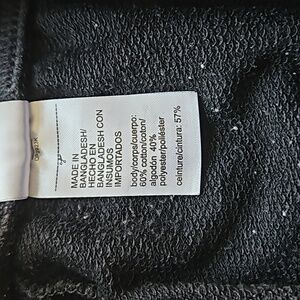 MADE IN
BANGLADESH/
HECHO EN
BANGLADESH CON
INSUMOS
IMPORTADOS
body/corps/cuerpo:
60% cotton/coton/
algodón 40%
polyester/poliéster
ceinture/cintura: 57%